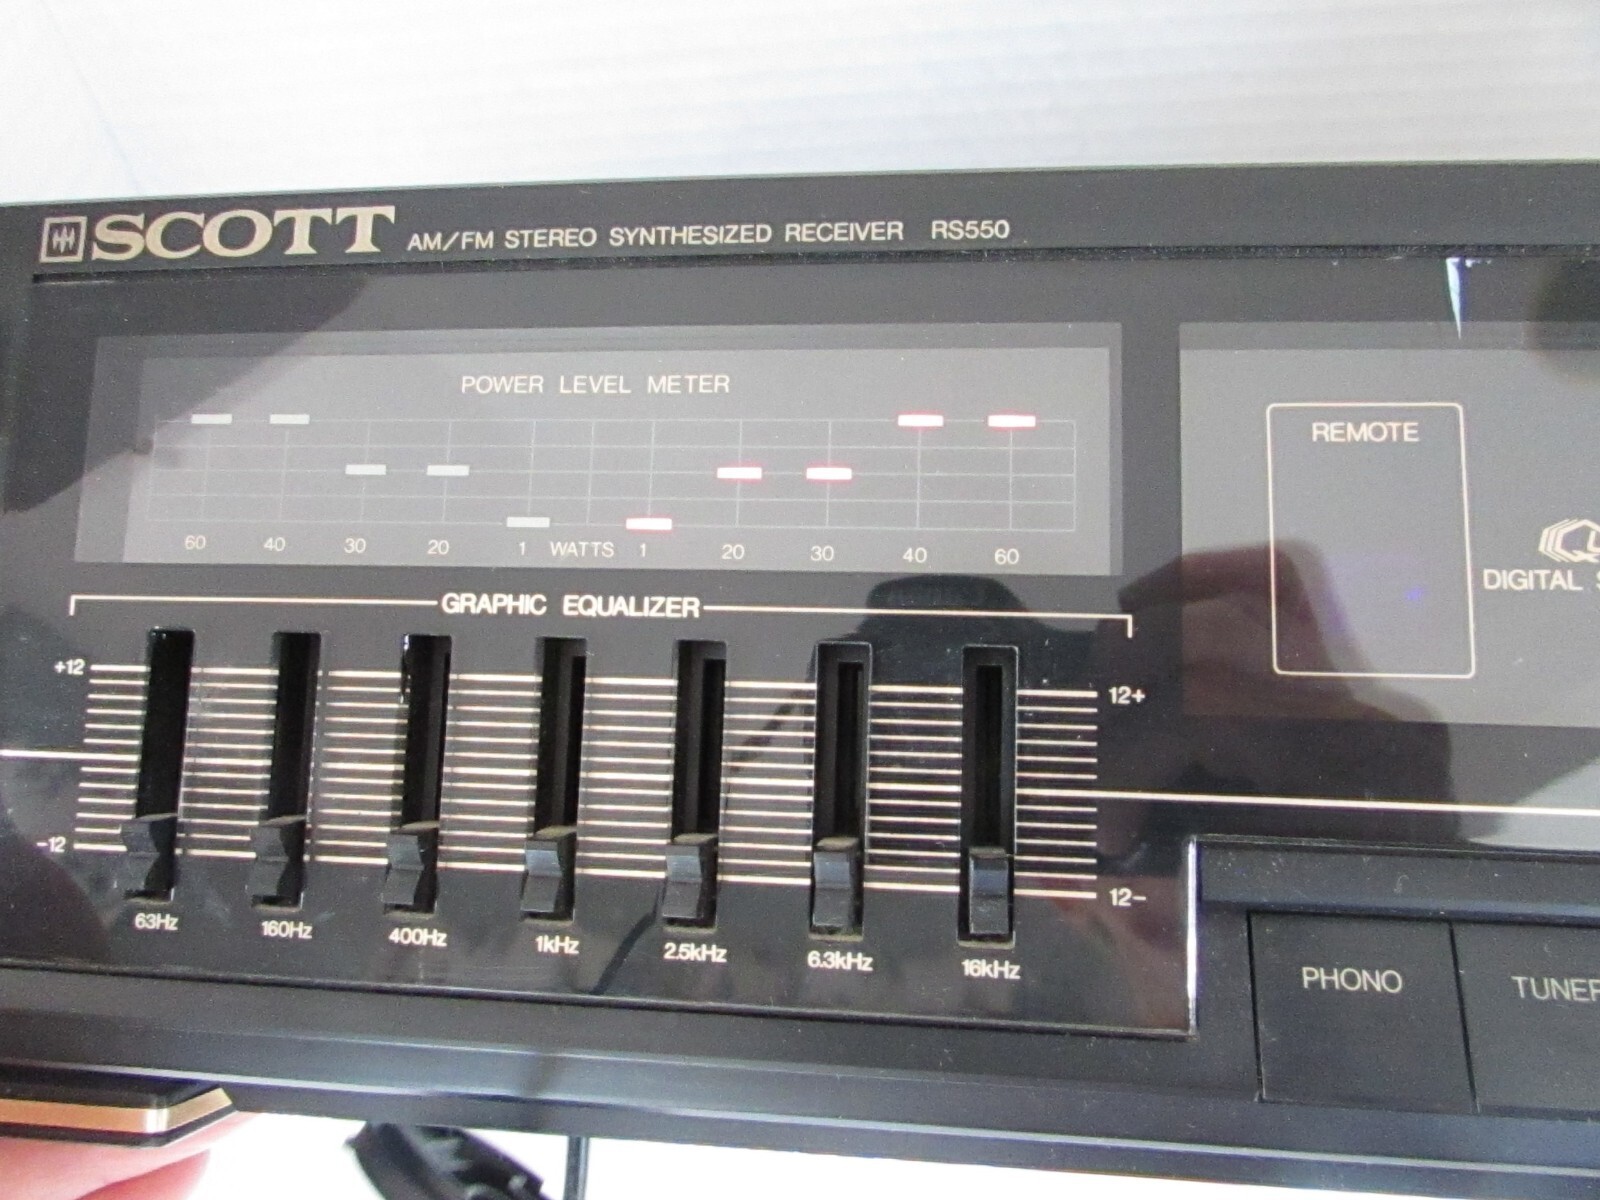 SCOTT AM/FM STEREO SYNTHESIZED RECEIVER RS550
POWER LEVEL METER
60 40 30 20 1 WATTS 1 20 30 40 60
REMOTE
DIGITAL
GRAPHIC EQUALIZER
+12 12+
-12 12-
63Hz 160Hz 400Hz 1kHz 2.5kHz 6.3kHz 16kHz
PHONO TUNER